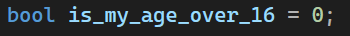 bool is_my_age_over_16 = 0;